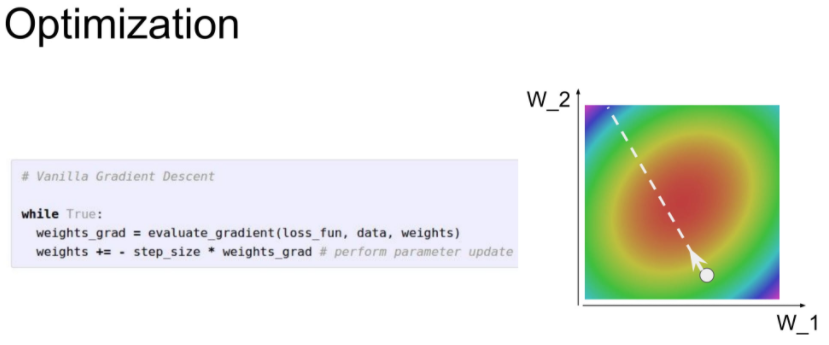 Optimization
# Vanilla Gradient Descent
while True:
weights_grad = evaluate_gradient(loss_fun, data, weights)
weights += - step_size * weights_grad # perform parameter update
W_2
W_1